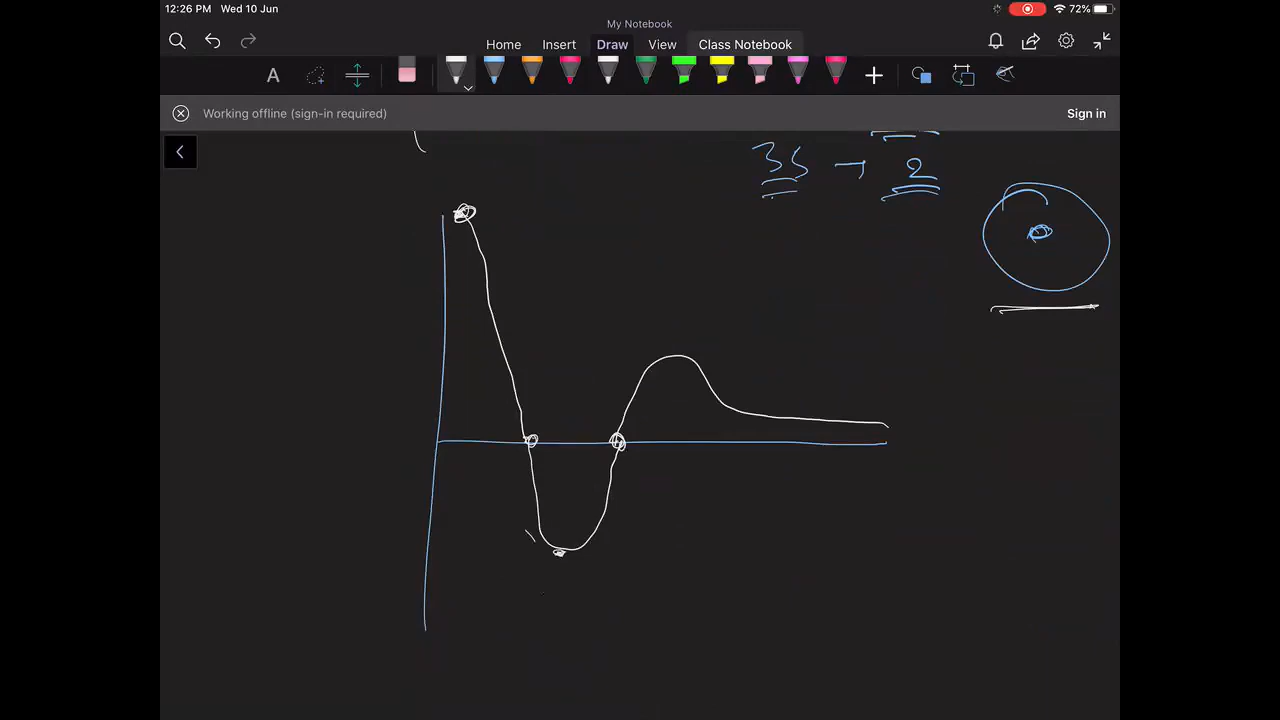 12:26 PM Wed 10 Jun
72%
My Notebook
Home Insert Draw View Class Notebook
A
Working offline (sign-in required)
Sign in
3S → 2